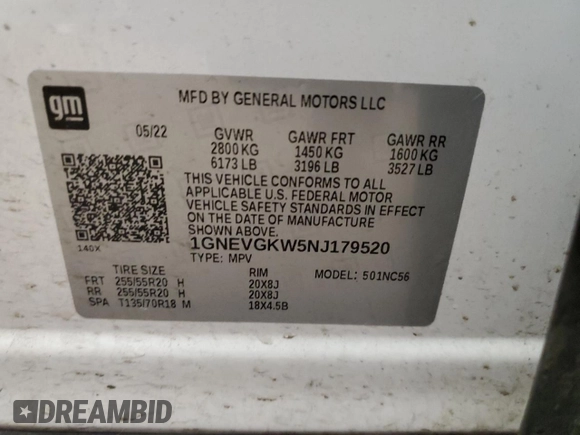 gm
MFD BY GENERAL MOTORS LLC
05/22 GVWR GAWR FRT GAWR RR
2800 KG 1450 KG 1600 KG
6173 LB 3196 LB 3527 LB
THIS VEHICLE CONFORMS TO ALL
APPLICABLE U.S. FEDERAL MOTOR
VEHICLE SAFETY STANDARDS IN EFFECT
ON THE DATE OF MANUFACTURE
SHOWN ABOVE.
1GNEVGKW5NJ179520
140X
TYPE: MPV MODEL: 501NC56
TIRE SIZE RIM
FRT 255/55R20 H 20X8J
RR 255/55R20 H 20X8J
SPA T135/70R18 M 18X4.5B
DREAMBID